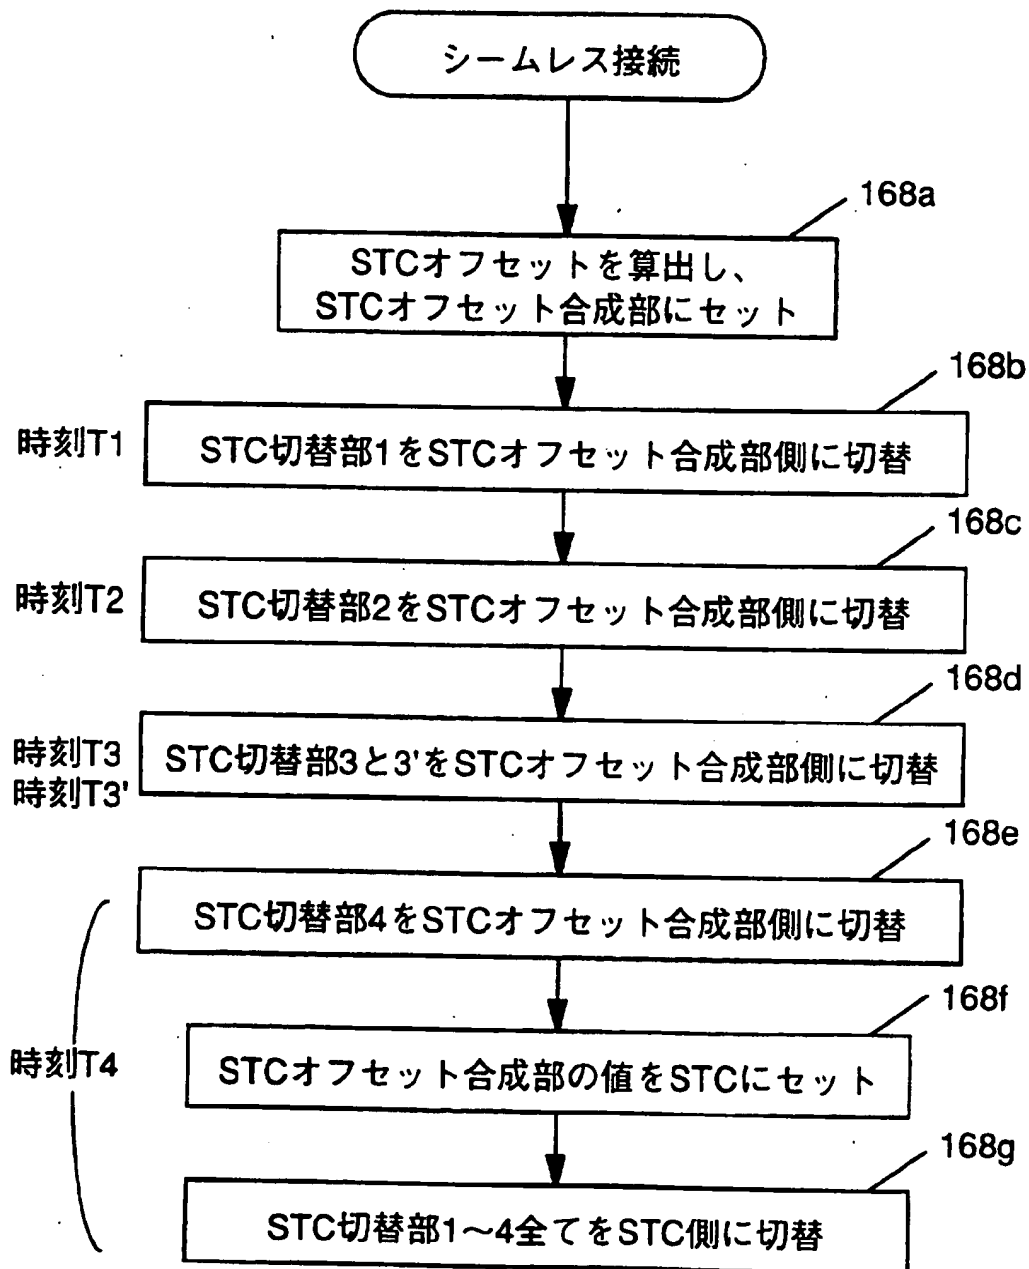 シームレス接続
168a
STCオフセットを算出し、
STCオフセット合成部にセット
168b
時刻T1
STC切替部1をSTCオフセット合成部側に切替
168c
時刻T2
STC切替部2をSTCオフセット合成部側に切替
168d
時刻T3
時刻T3'
STC切替部3と3'をSTCオフセット合成部側に切替
168e
STC切替部4をSTCオフセット合成部側に切替
168f
時刻T4
STCオフセット合成部の値をSTCにセット
168g
STC切替部1～4全てをSTC側に切替